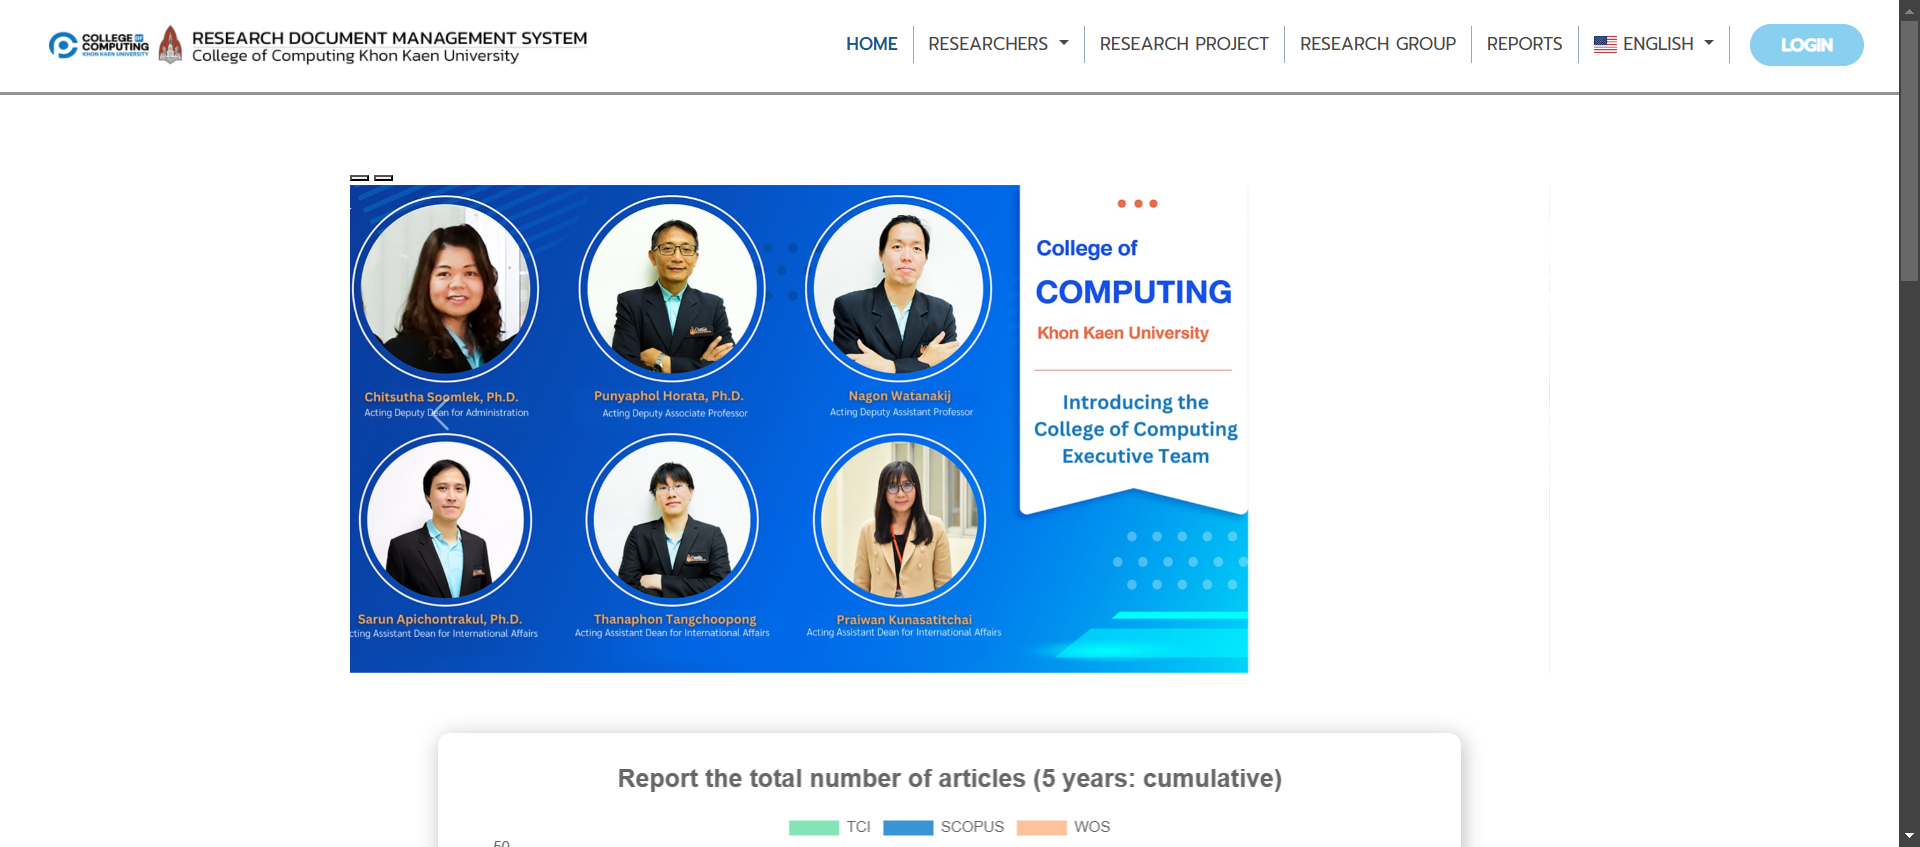 COLLEGE OF
COMPUTING
KHON KAEN UNIVERSITY
RESEARCH DOCUMENT MANAGEMENT SYSTEM
College of Computing Khon Kaen University
HOME
RESEARCHERS
RESEARCH PROJECT
RESEARCH GROUP
REPORTS
ENGLISH
LOGIN
College of
COMPUTING
Khon Kaen University
Introducing the
College of Computing
Executive Team
Chitsutha Soomlek, Ph.D.
Acting Deputy Dean for Administration
Punyaphol Horata, Ph.D.
Acting Deputy Associate Professor
Nagon Watanakij
Acting Deputy Assistant Professor
Sarun Apichontrakul, Ph.D.
cting Assistant Dean for International Affairs
Thanaphon Tangchoopong
Acting Assistant Dean for International Affairs
Praiwan Kunasatitchai
Acting Assistant Dean for International Affairs
Report the total number of articles (5 years: cumulative)
TCI
SCOPUS
WOS
50